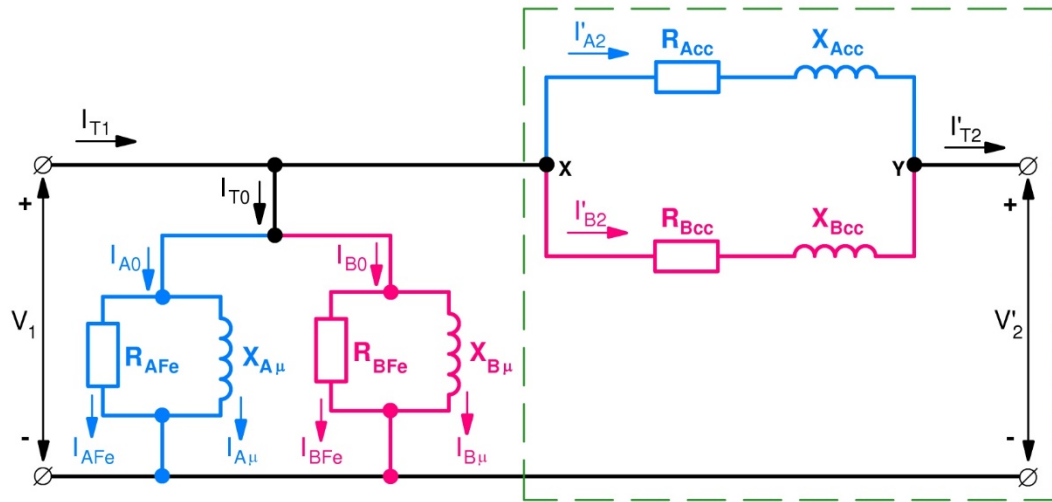 I'A2 RAcc XAcc
IT1 X Y I'T2
IT0
+ I'B2 RBcc XBcc +
IA0 IB0
V1 RAFe XAμ RBFe XBμ V'2
- IAFe IAμ IBFe IBμ -